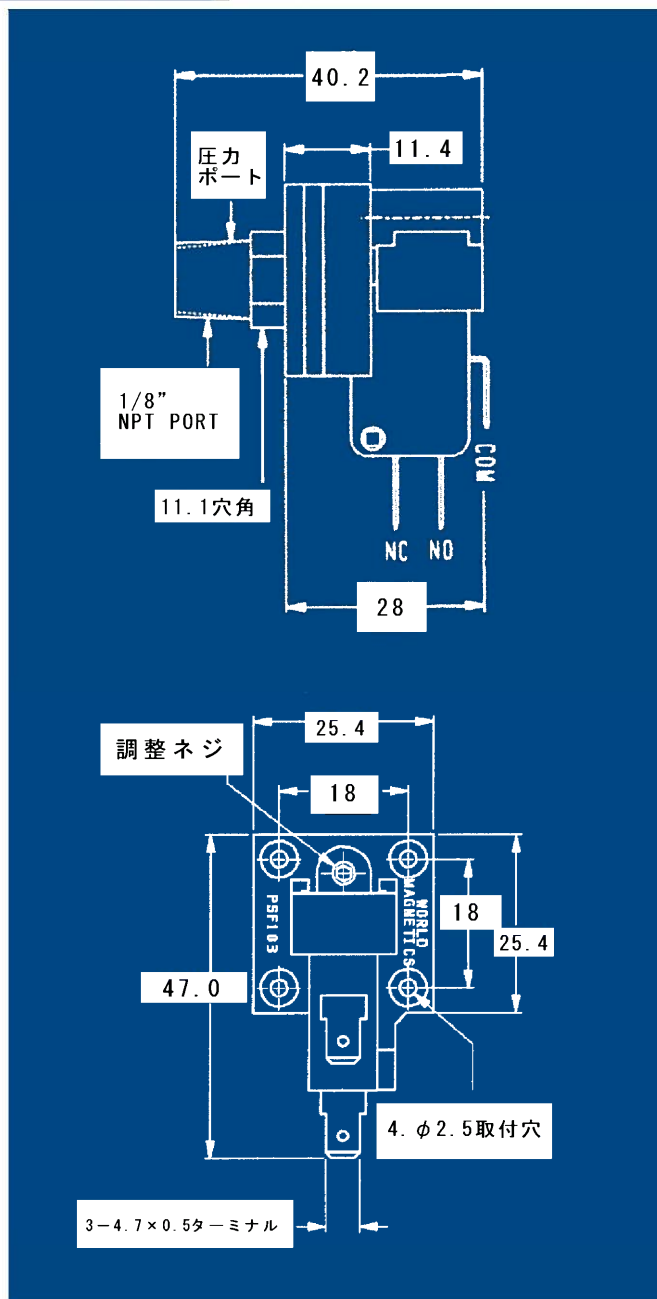 40.2
圧力
ポート
11.4
1/8”
NPT PORT
11.1穴角
COM
NC NO
28
25.4
調整ネジ
18
PSF103
WORLD
MAGNETICS
18
25.4
47.0
4.φ2.5取付穴
3−4.7×0.5ターミナル